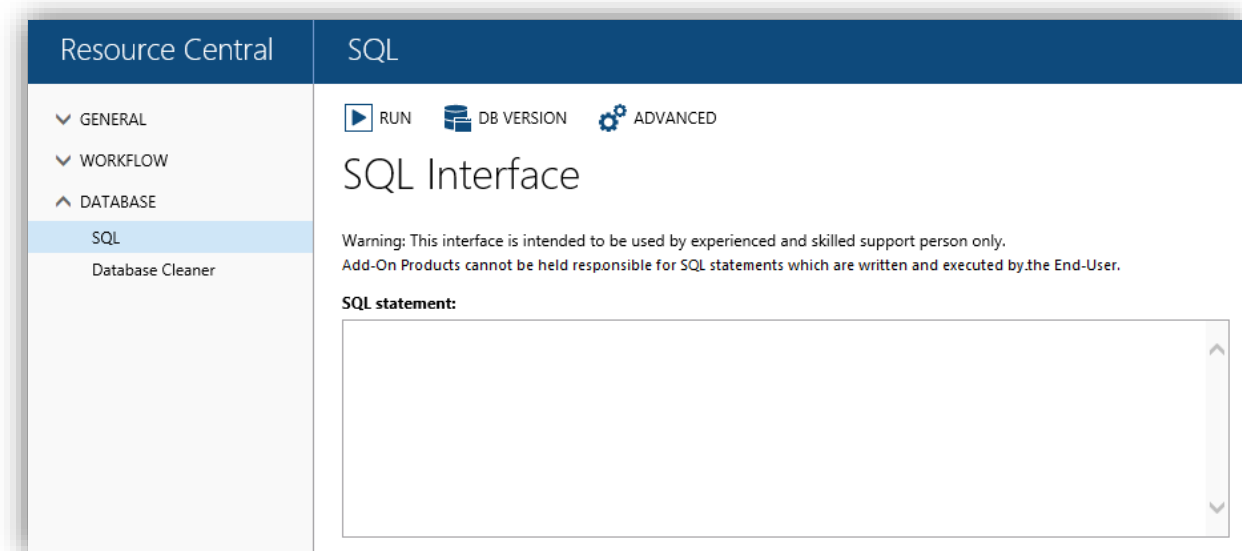 Resource Central
SQL
GENERAL
WORKFLOW
DATABASE
SQL
Database Cleaner
RUN
DB VERSION
ADVANCED
SQL Interface
Warning: This interface is intended to be used by experienced and skilled support person only.
Add-On Products cannot be held responsible for SQL statements which are written and executed by.the End-User.
SQL statement: